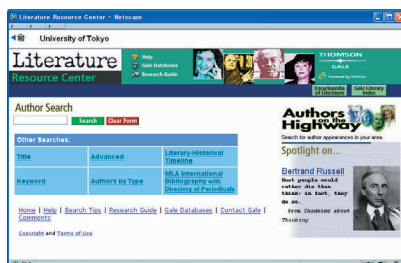 Literature Resource Center - Netscape
University of Tokyo
Literature
Resource Center
Help
Gale Databases
Research Guide
THOMSON
GALE
Encyclopedia of Literature
Gale Literary Index
Author Search
Search
Clear Form
Other Searches:
Title
Advanced
Literary-Historical
Timeline
Keyword
Authors by Type
MLA International
Bibliography with
Directory of Periodicals
Home | Help | Search Tips | Research Guide | Gale Databases | Contact Gale |
Comments
Copyright and Terms of Use
Authors on the
Highway
Search for author appearances in your area.
Spotlight on...
Bertrand Russell
Most people would
rather die than
think: in fact, they
do so.
from Thinking About
Thinking